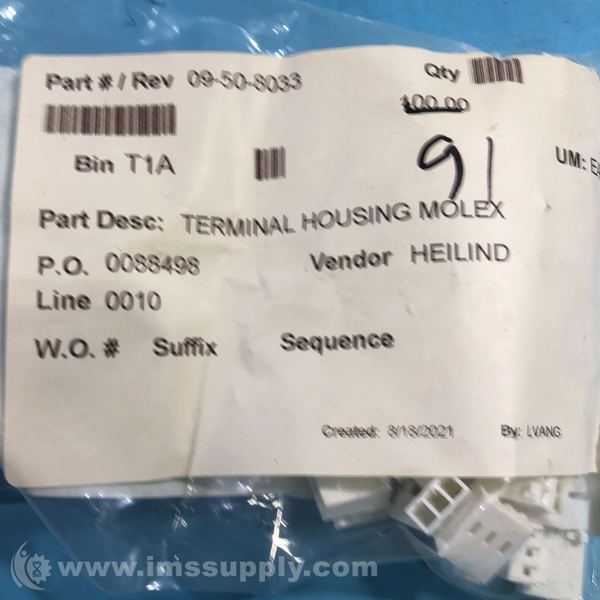 Part # / Rev 09-50-8033
Qty
100.00
91
Bin T1A
UM: EA
Part Desc: TERMINAL HOUSING MOLEX
P.O. 0088498 Vendor HEILIND
Line 0010
W.O. # Suffix Sequence
Created: 8/18/2021 By: LVANG
www.imssupply.com